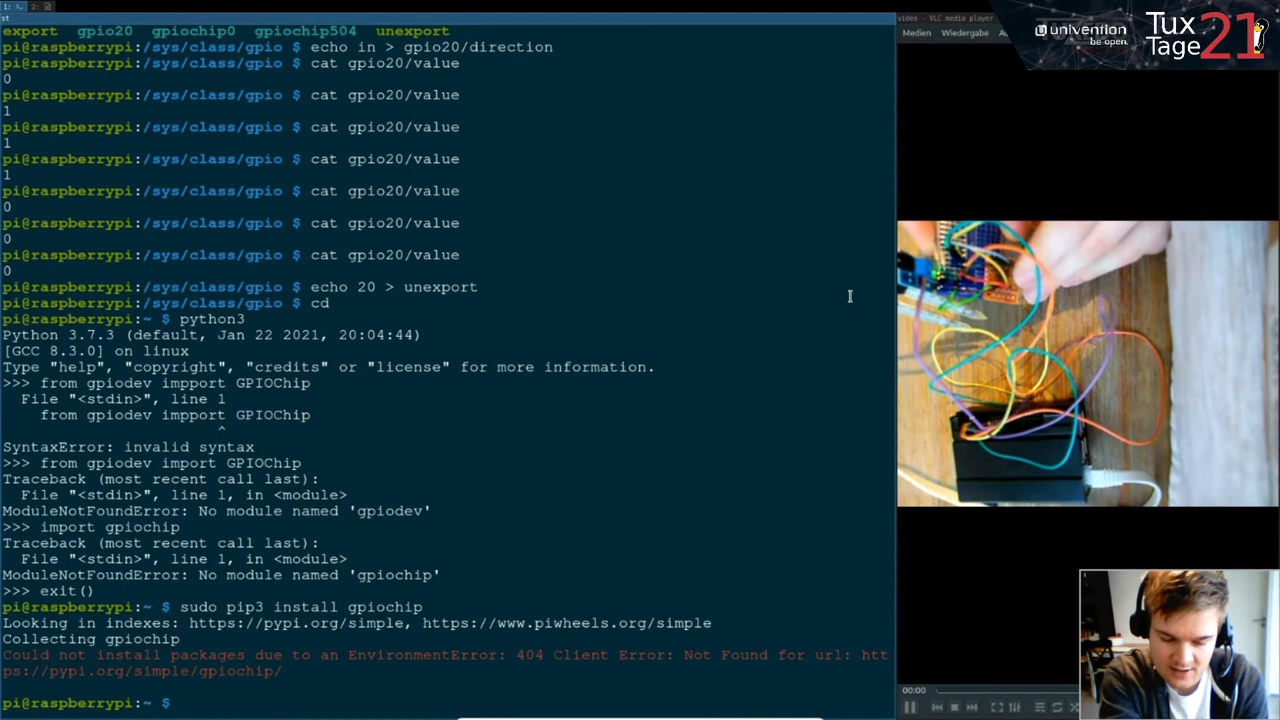 1:
2:
st
video - VLC media player
Medien Wiedergabe
univention
be open.
Tux
Tage
21
export gpio20 gpiochip0 gpiochip504 unexport
pi@raspberrypi:/sys/class/gpio $ echo in > gpio20/direction
pi@raspberrypi:/sys/class/gpio $ cat gpio20/value
0
pi@raspberrypi:/sys/class/gpio $ cat gpio20/value
1
pi@raspberrypi:/sys/class/gpio $ cat gpio20/value
1
pi@raspberrypi:/sys/class/gpio $ cat gpio20/value
1
pi@raspberrypi:/sys/class/gpio $ cat gpio20/value
0
pi@raspberrypi:/sys/class/gpio $ cat gpio20/value
0
pi@raspberrypi:/sys/class/gpio $ cat gpio20/value
0
pi@raspberrypi:/sys/class/gpio $ echo 20 > unexport
pi@raspberrypi:/sys/class/gpio $ cd
pi@raspberrypi:~ $ python3
Python 3.7.3 (default, Jan 22 2021, 20:04:44)
[GCC 8.3.0] on linux
Type "help", "copyright", "credits" or "license" for more information.
>>> from gpiodev impport GPIOChip
File "<stdin>", line 1
from gpiodev impport GPIOChip
^
SyntaxError: invalid syntax
>>> from gpiodev import GPIOChip
Traceback (most recent call last):
File "<stdin>", line 1, in <module>
ModuleNotFoundError: No module named 'gpiodev'
>>> import gpiochip
Traceback (most recent call last):
File "<stdin>", line 1, in <module>
ModuleNotFoundError: No module named 'gpiochip'
>>> exit()
pi@raspberrypi:~ $ sudo pip3 install gpiochip
Looking in indexes: https://pypi.org/simple, https://www.piwheels.org/simple
Collecting gpiochip
Could not install packages due to an EnvironmentError: 404 Client Error: Not Found for url: htt
ps://pypi.org/simple/gpiochip/
pi@raspberrypi:~ $
00:00